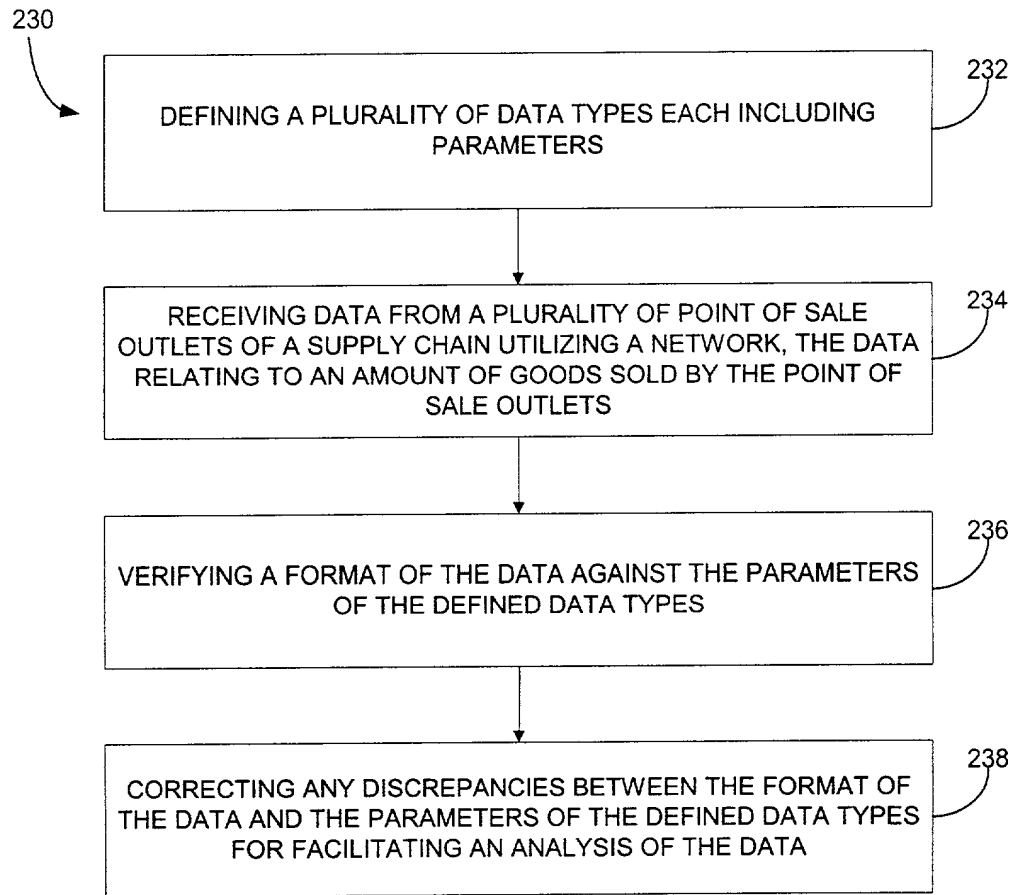 230
232
DEFINING A PLURALITY OF DATA TYPES EACH INCLUDING
PARAMETERS
234
RECEIVING DATA FROM A PLURALITY OF POINT OF SALE
OUTLETS OF A SUPPLY CHAIN UTILIZING A NETWORK, THE DATA
RELATING TO AN AMOUNT OF GOODS SOLD BY THE POINT OF
SALE OUTLETS
236
VERIFYING A FORMAT OF THE DATA AGAINST THE PARAMETERS
OF THE DEFINED DATA TYPES
238
CORRECTING ANY DISCREPANCIES BETWEEN THE FORMAT OF
THE DATA AND THE PARAMETERS OF THE DEFINED DATA TYPES
FOR FACILITATING AN ANALYSIS OF THE DATA